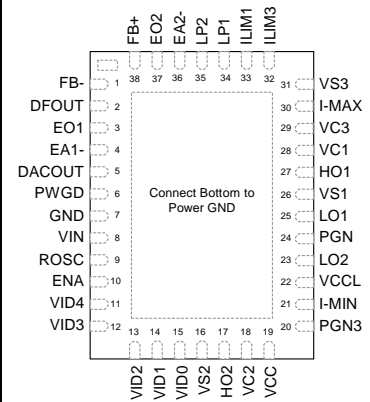 FB+ EO2 EA2- LP2 LP1 ILIM1 ILIM3
38 37 36 35 34 33 32
FB- 1
DFOUT 2
EO1 3
EA1- 4
DACOUT 5
PWGD 6
GND 7
VIN 8
ROSC 9
ENA 10
VID4 11
VID3 12
Connect Bottom to
Power GND
31 VS3
30 I-MAX
29 VC3
28 VC1
27 HO1
26 VS1
25 LO1
24 PGN
23 LO2
22 VCCL
21 I-MIN
20 PGN3
13 14 15 16 17 18 19
VID2 VID1 VID0 VS2 HO2 VC2 VCC